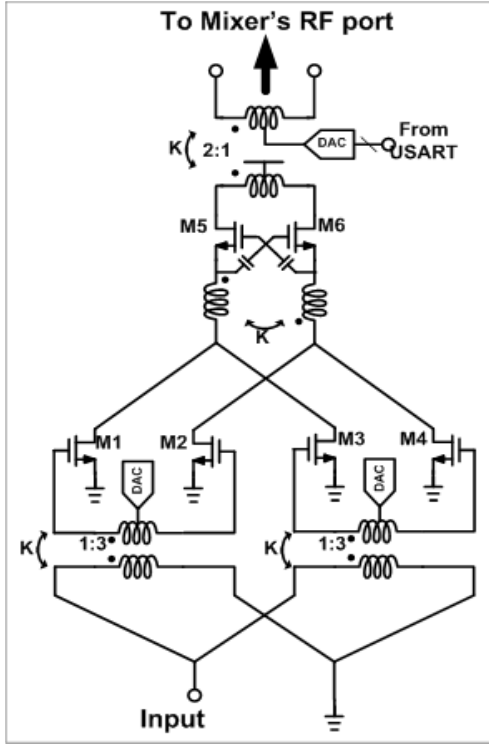 To Mixer's RF port
K
2:1
DAC
From
USART
M5
M6
K
M1
M2
M3
M4
DAC
DAC
K
1:3
K
1:3
Input